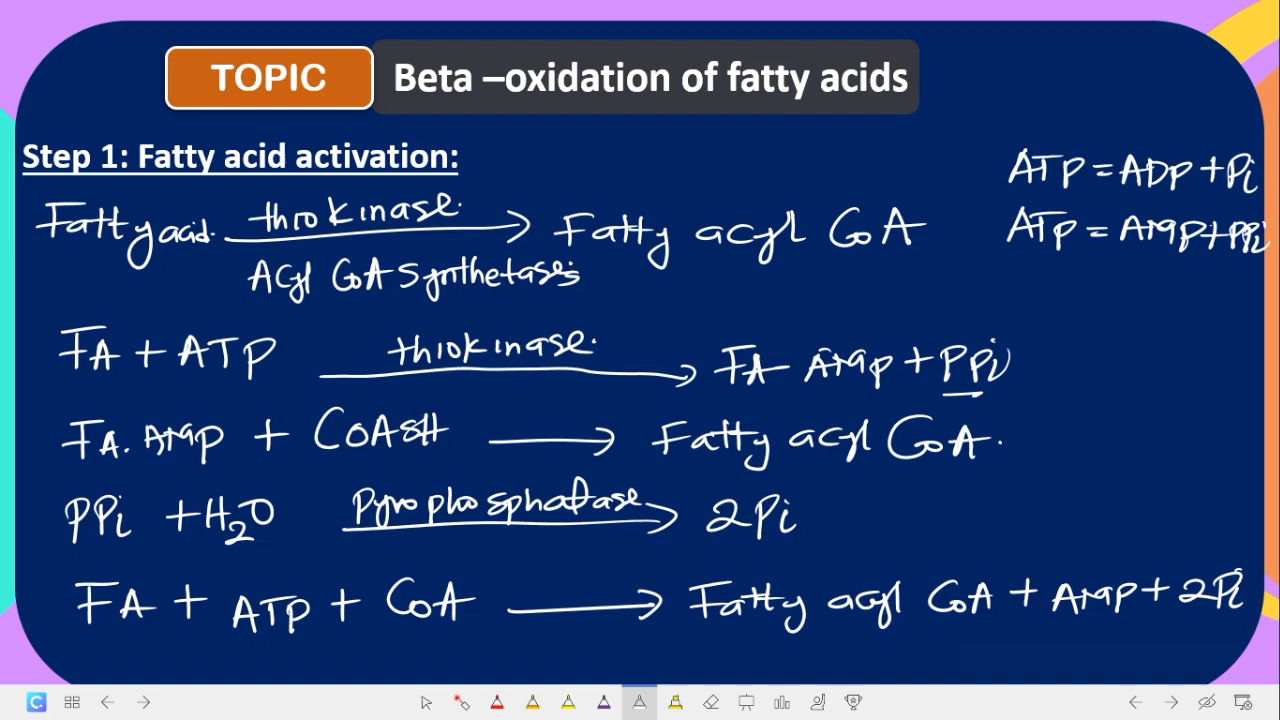 TOPIC Beta –oxidation of fatty acids
Step 1: Fatty acid activation:
ATP = ADP + Pi
ATP = AMP + PPi
Fatty acid. thiokinase. Fatty acyl CoA
Acyl CoA Synthetases
FA + ATP thiokinase. FA- AMP + PPi
FA. AMP + COASH Fatty acyl CoA.
PPi + H2O Pyrophosphatase 2Pi
FA + ATP + CoA Fatty acyl CoA + AMP + 2Pi